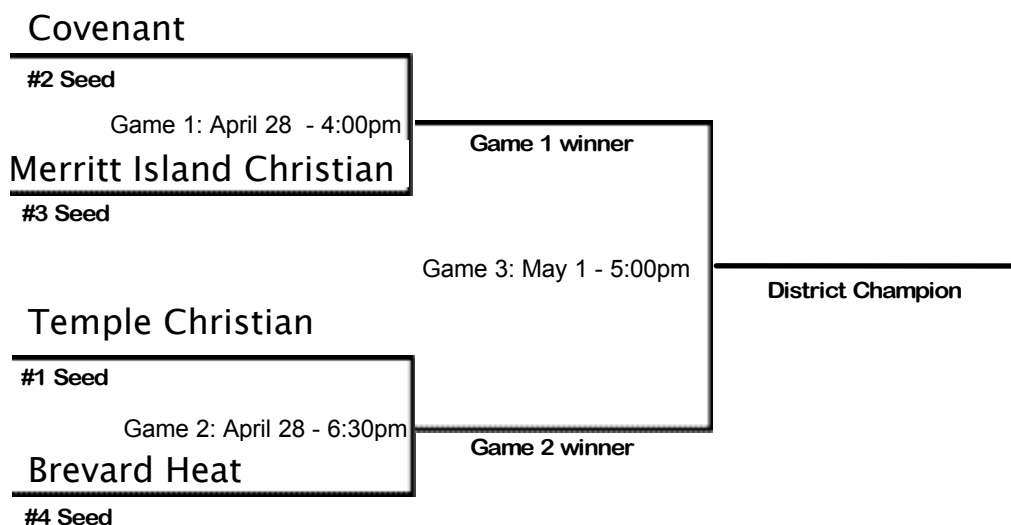 Covenant
#2 Seed
Game 1: April 28 - 4:00pm
Game 1 winner
Merritt Island Christian
#3 Seed
Game 3: May 1 - 5:00pm
District Champion
Temple Christian
#1 Seed
Game 2: April 28 - 6:30pm
Game 2 winner
Brevard Heat
#4 Seed